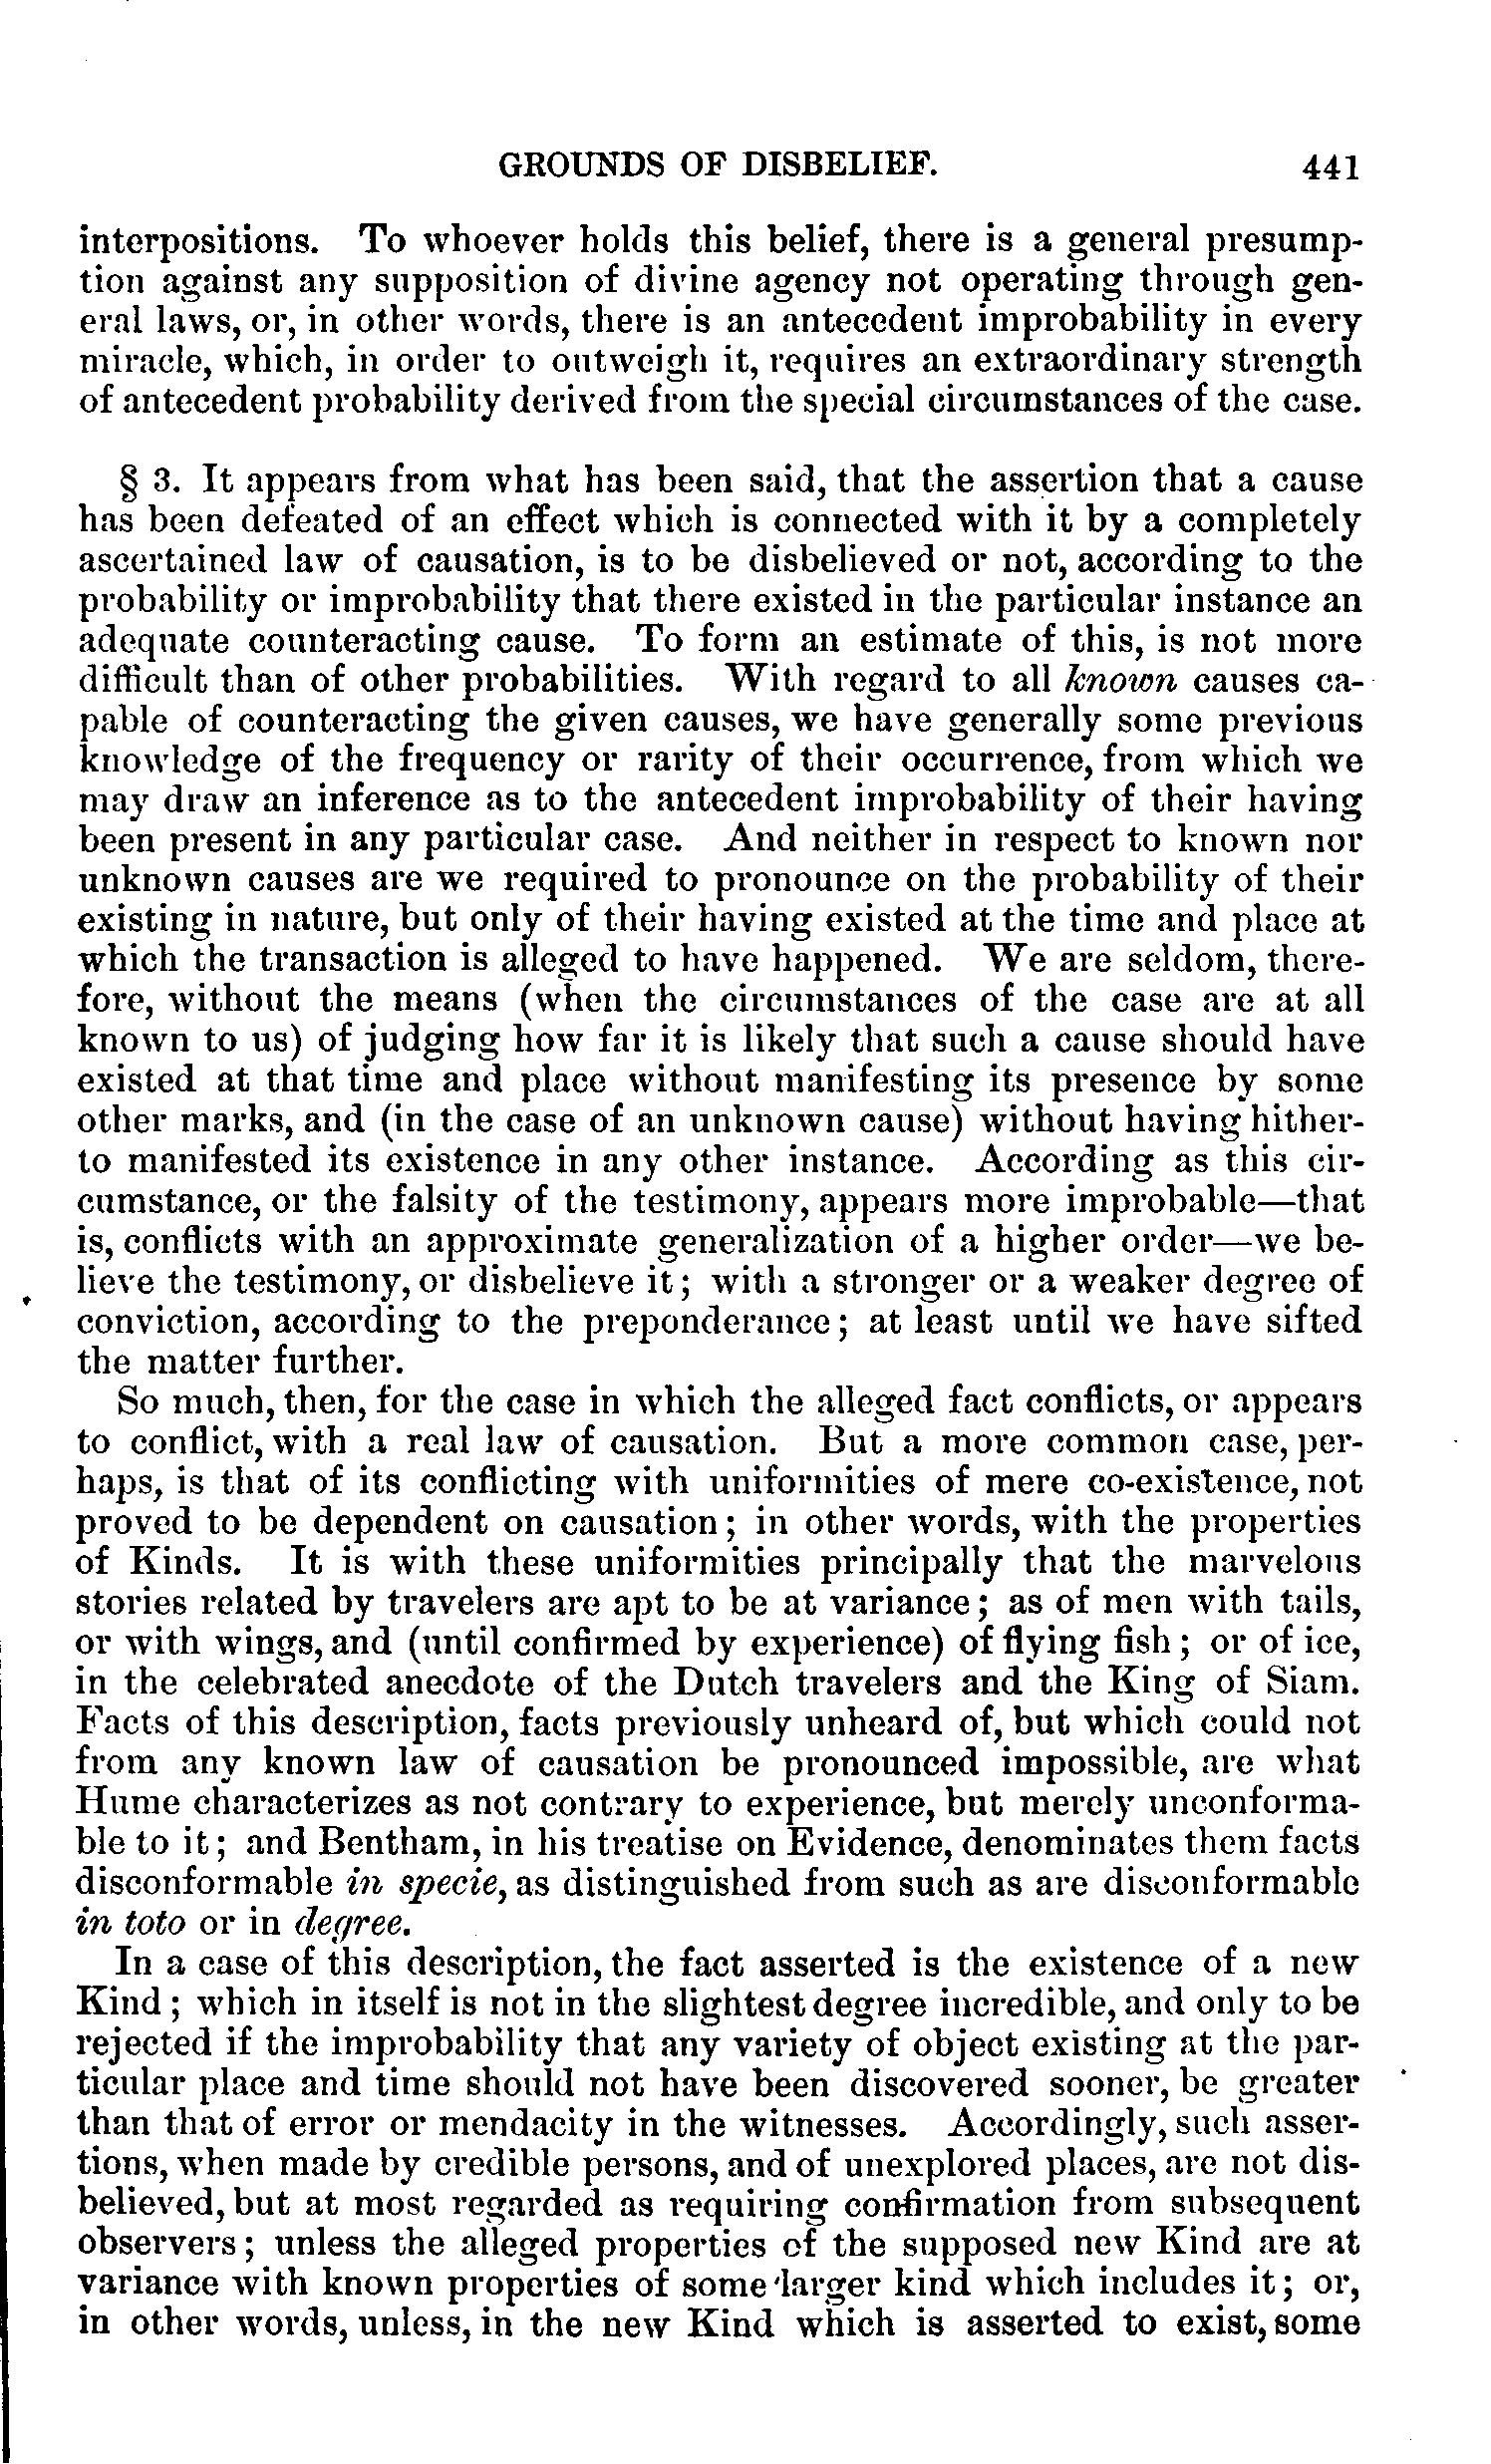 GROUNDS OF DISBELIEF. 441
interpositions. To whoever holds this belief, there is a general presump-
tion against any supposition of divine agency not operating through gen-
eral laws, or, in other words, there is an antecedent improbability in every
miracle, which, in order to outweigh it, requires an extraordinary strength
of antecedent probability derived from the special circumstances of the case.
§ 3. It appears from what has been said, that the assertion that a cause
has been defeated of an effect which is connected with it by a completely
ascertained law of causation, is to be disbelieved or not, according to the
probability or improbability that there existed in the particular instance an
adequate counteracting cause. To form an estimate of this, is not more
difficult than of other probabilities. With regard to all known causes ca-
pable of counteracting the given causes, we have generally some previous
knowledge of the frequency or rarity of their occurrence, from which we
may draw an inference as to the antecedent improbability of their having
been present in any particular case. And neither in respect to known nor
unknown causes are we required to pronounce on the probability of their
existing in nature, but only of their having existed at the time and place at
which the transaction is alleged to have happened. We are seldom, there-
fore, without the means (when the circumstances of the case are at all
known to us) of judging how far it is likely that such a cause should have
existed at that time and place without manifesting its presence by some
other marks, and (in the case of an unknown cause) without having hither-
to manifested its existence in any other instance. According as this cir-
cumstance, or the falsity of the testimony, appears more improbable—that
is, conflicts with an approximate generalization of a higher order—we be-
lieve the testimony, or disbelieve it; with a stronger or a weaker degree of
conviction, according to the preponderance; at least until we have sifted
the matter further.
So much, then, for the case in which the alleged fact conflicts, or appears
to conflict, with a real law of causation. But a more common case, per-
haps, is that of its conflicting with uniformities of mere co-existence, not
proved to be dependent on causation; in other words, with the properties
of Kinds. It is with these uniformities principally that the marvelous
stories related by travelers are apt to be at variance; as of men with tails,
or with wings, and (until confirmed by experience) of flying fish; or of ice,
in the celebrated anecdote of the Dutch travelers and the King of Siam.
Facts of this description, facts previously unheard of, but which could not
from any known law of causation be pronounced impossible, are what
Hume characterizes as not contrary to experience, but merely unconforma-
ble to it; and Bentham, in his treatise on Evidence, denominates them facts
disconformable in specie, as distinguished from such as are disconformable
in toto or in degree.
In a case of this description, the fact asserted is the existence of a new
Kind; which in itself is not in the slightest degree incredible, and only to be
rejected if the improbability that any variety of object existing at the par-
ticular place and time should not have been discovered sooner, be greater
than that of error or mendacity in the witnesses. Accordingly, such asser-
tions, when made by credible persons, and of unexplored places, are not dis-
believed, but at most regarded as requiring confirmation from subsequent
observers; unless the alleged properties of the supposed new Kind are at
variance with known properties of some larger kind which includes it; or,
in other words, unless, in the new Kind which is asserted to exist, some